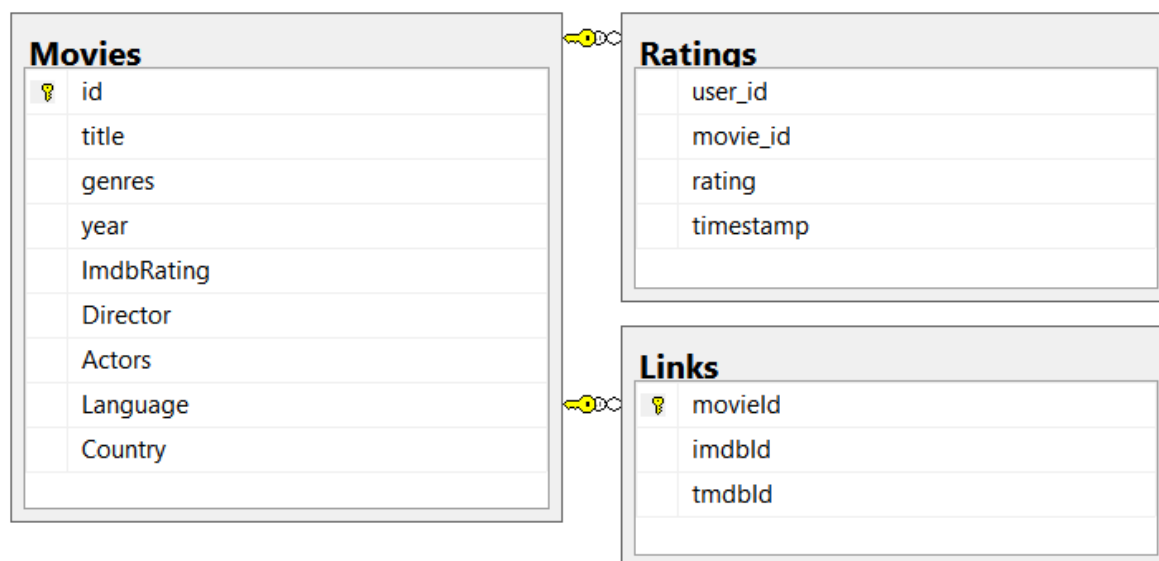 Movies
id
title
genres
year
ImdbRating
Director
Actors
Language
Country
Ratings
user_id
movie_id
rating
timestamp
Links
movieId
imdbId
tmdbId